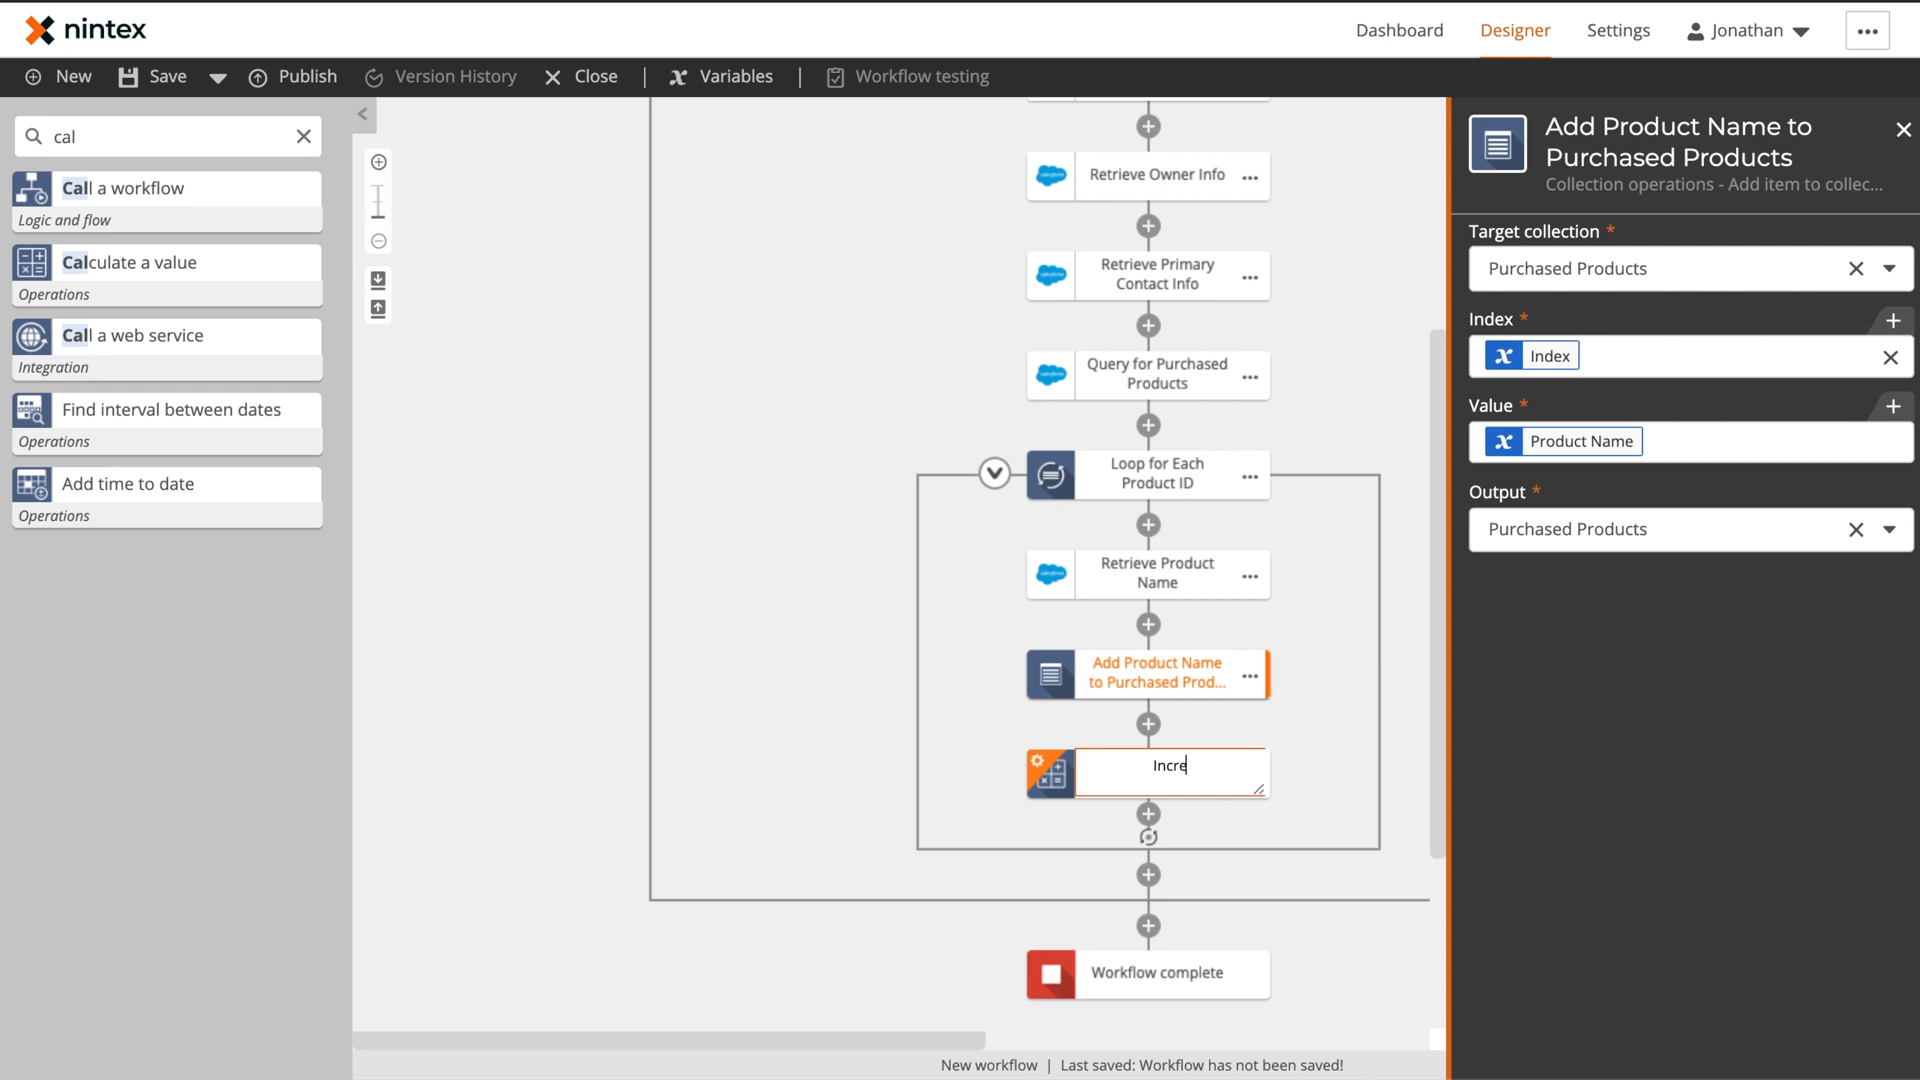 nintex
Dashboard
Designer
Settings
Jonathan
New
Save
Publish
Version History
Close
Variables
Workflow testing
cal
Call a workflow
Logic and flow
Calculate a value
Operations
Call a web service
Integration
Find interval between dates
Operations
Add time to date
Operations
Retrieve Owner Info
Retrieve Primary
Contact Info
Query for Purchased
Products
Loop for Each
Product ID
Retrieve Product
Name
Add Product Name
to Purchased Prod...
Incre
Workflow complete
New workflow | Last saved: Workflow has not been saved!
Add Product Name to
Purchased Products
Collection operations - Add item to collec...
Target collection *
Purchased Products
Index *
Index
Value *
Product Name
Output *
Purchased Products